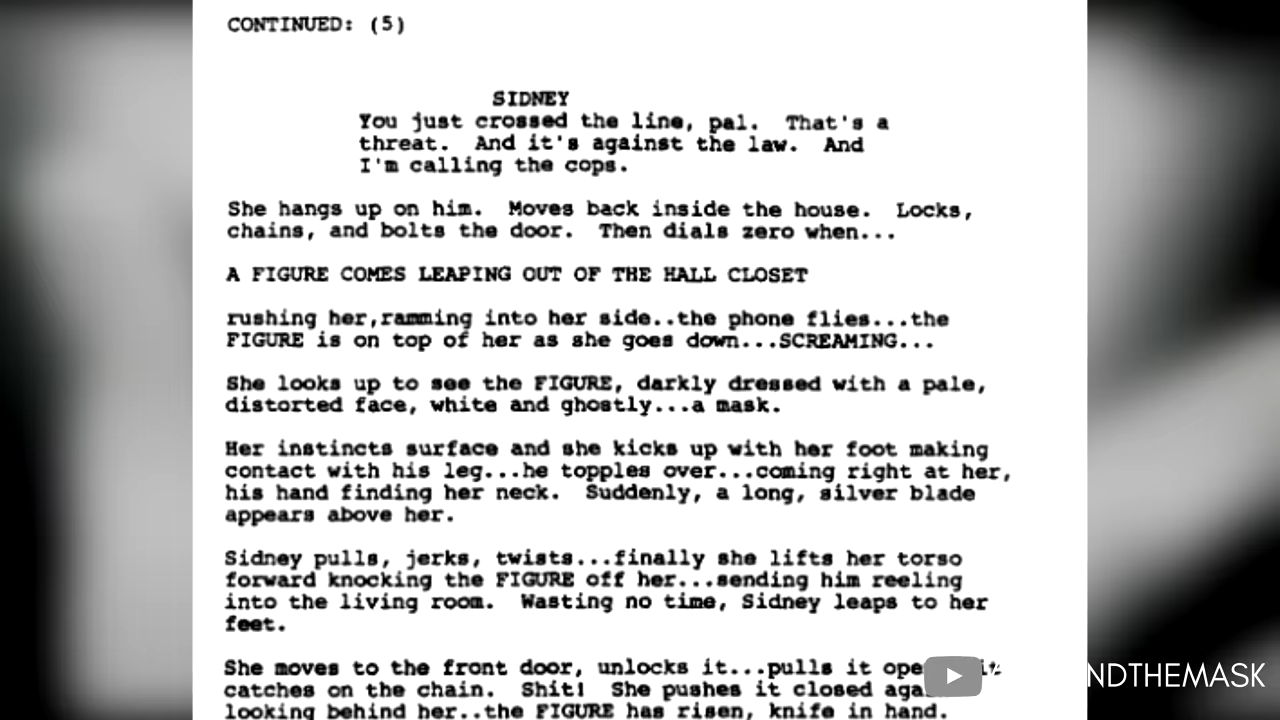 CONTINUED: (5)
SIDNEY
You just crossed the line, pal. That's a
threat. And it's against the law. And
I'm calling the cops.
She hangs up on him. Moves back inside the house. Locks,
chains, and bolts the door. Then dials zero when...
A FIGURE COMES LEAPING OUT OF THE HALL CLOSET
rushing her,ramming into her side..the phone flies...the
FIGURE is on top of her as she goes down...SCREAMING...
She looks up to see the FIGURE, darkly dressed with a pale,
distorted face, white and ghostly...a mask.
Her instincts surface and she kicks up with her foot making
contact with his leg...he topples over...coming right at her,
his hand finding her neck. Suddenly, a long, silver blade
appears above her.
Sidney pulls, jerks, twists...finally she lifts her torso
forward knocking the FIGURE off her...sending him reeling
into the living room. Wasting no time, Sidney leaps to her
feet.
She moves to the front door, unlocks it...pulls it ope it
catches on the chain. Shit! She pushes it closed aga
looking behind her..the FIGURE has risen, knife in hand.
NDTHEMASK